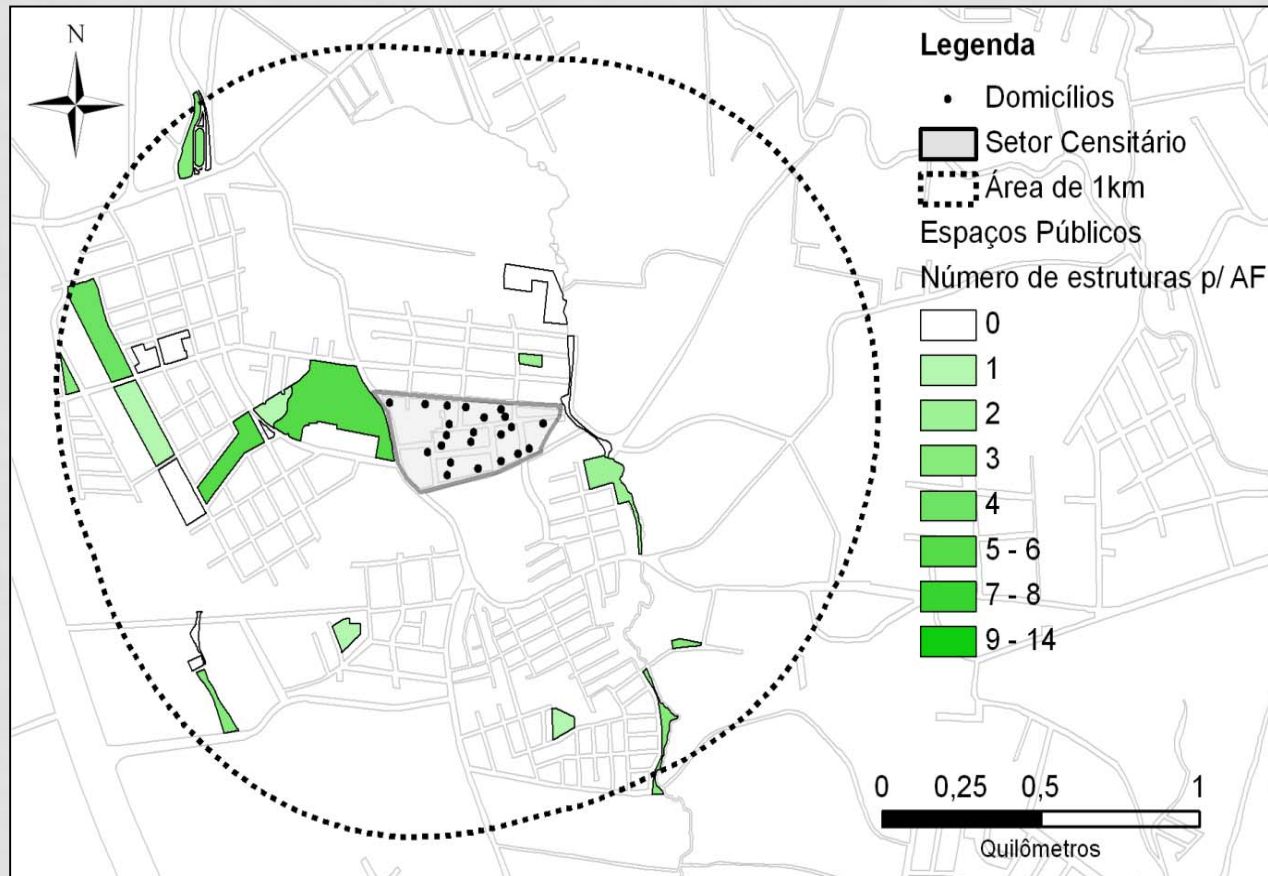 N
Legenda
Domicílios
Setor Censitário
Área de 1km
Espaços Públicos
Número de estruturas p/ AF
0
1
2
3
4
5 - 6
7 - 8
9 - 14
0 0,25 0,5 1
Quilômetros